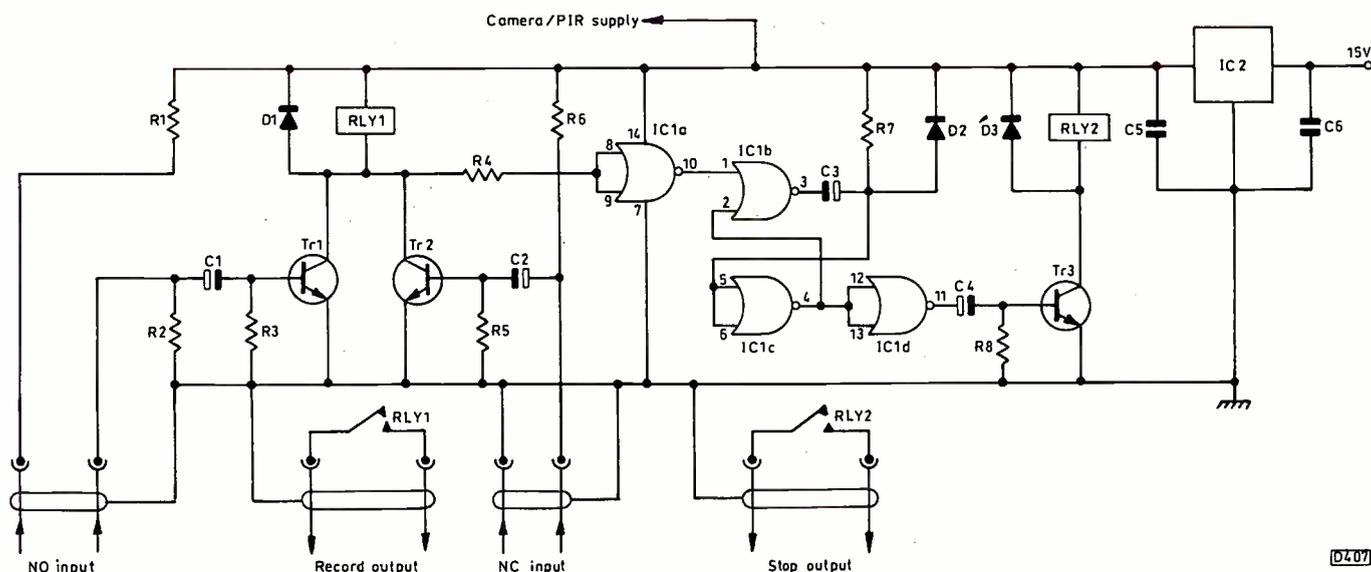 Camera/PIR supply
15V
IC2
R1
D1
RLY1
R6
14
IC1a
R7
D2
D3
RLY2
C5
C6
8
R4
10
1
IC1b
9
7
3
C3
2
Tr1
Tr2
C1
C2
5
4
12
11
C4
Tr3
6
13
R2
R3
R5
IC1c
IC1d
R8
RLY1
RLY2
NO input
Record output
NC input
Stop output
D407